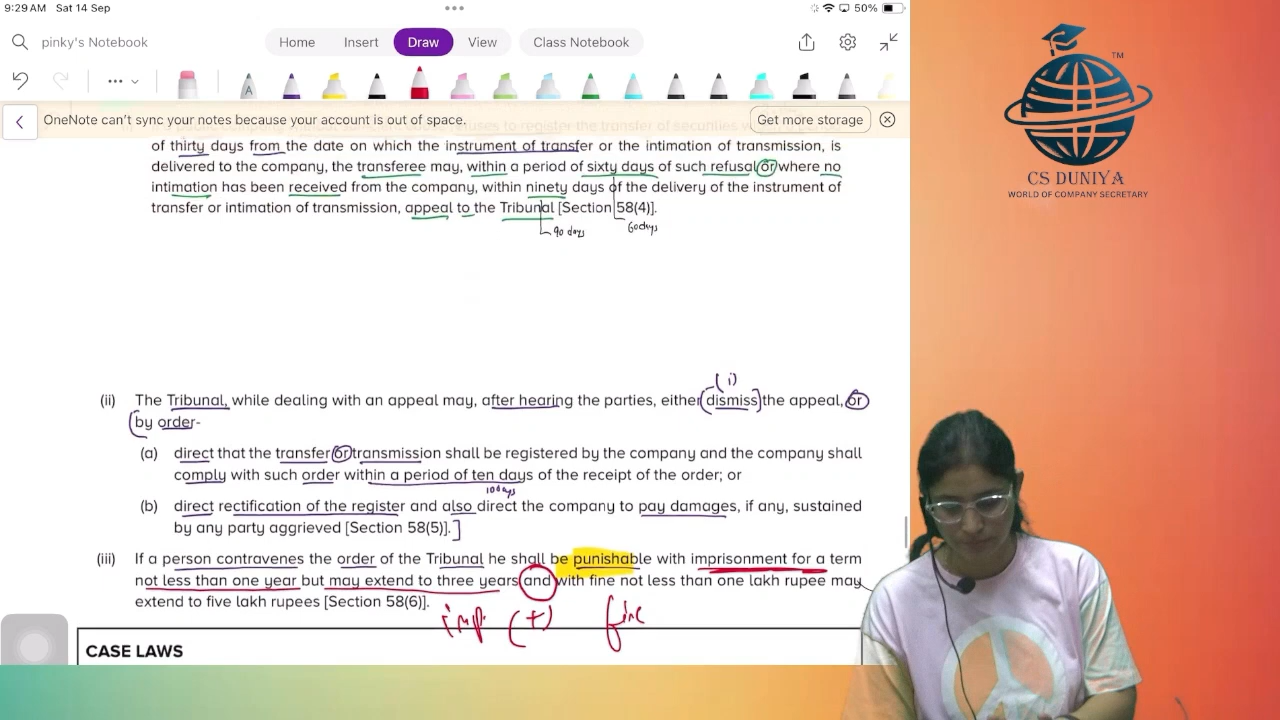 9:29 AM Sat 14 Sep
50%
pinky's Notebook
Home Insert Draw View Class Notebook
A
OneNote can't sync your notes because your account is out of space. Get more storage
refuses to register the transfer of securities
of thirty days from the date on which the instrument of transfer or the intimation of transmission, is
delivered to the company, the transferee may, within a period of sixty days of such refusal or where no
intimation has been received from the company, within ninety days of the delivery of the instrument of
transfer or intimation of transmission, appeal to the Tribunal [Section 58(4)].
90 days 60 days
(i)
(ii) The Tribunal, while dealing with an appeal may, after hearing the parties, either dismiss the appeal, or
by order-
(a) direct that the transfer or transmission shall be registered by the company and the company shall
comply with such order within a period of ten days of the receipt of the order; or
10 days
(b) direct rectification of the register and also direct the company to pay damages, if any, sustained
by any party aggrieved [Section 58(5)].
(iii) If a person contravenes the order of the Tribunal he shall be punishable with imprisonment for a term
not less than one year but may extend to three years and with fine not less than one lakh rupee may
extend to five lakh rupees [Section 58(6)].
imp. (+) fine
CASE LAWS
TM
CS DUNIYA
WORLD OF COMPANY SECRETARY